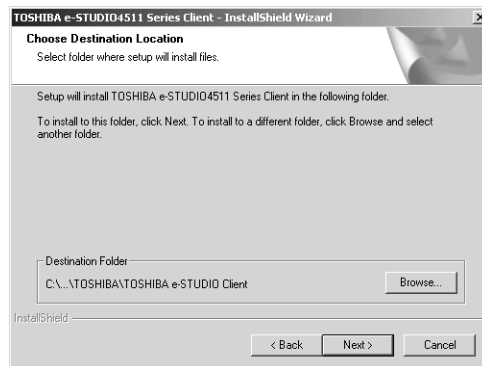 TOSHIBA e-STUDIO4511 Series Client - InstallShield Wizard
Choose Destination Location
Select folder where setup will install files.
Setup will install TOSHIBA e-STUDIO4511 Series Client in the following folder.
To install to this folder, click Next. To install to a different folder, click Browse and select
another folder.
Destination Folder
C:\...\TOSHIBA\TOSHIBA e-STUDIO Client
Browse...
InstallShield
< Back
Next >
Cancel